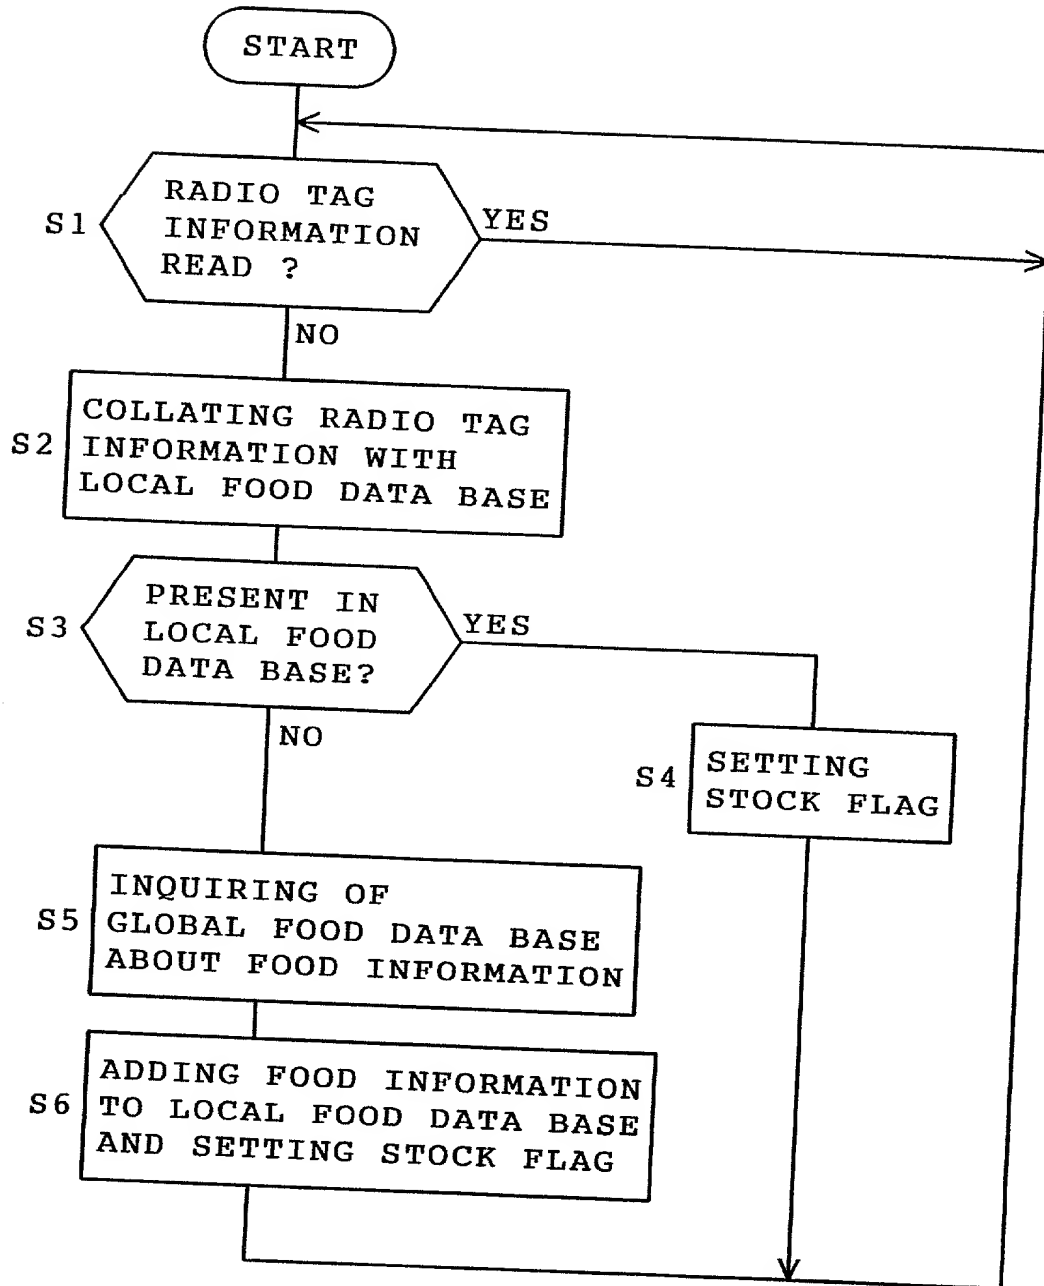 START
S1
RADIO TAG
INFORMATION
READ ?
YES
NO
S2
COLLATING RADIO TAG
INFORMATION WITH
LOCAL FOOD DATA BASE
S3
PRESENT IN
LOCAL FOOD
DATA BASE?
YES
NO
S4
SETTING
STOCK FLAG
S5
INQUIRING OF
GLOBAL FOOD DATA BASE
ABOUT FOOD INFORMATION
S6
ADDING FOOD INFORMATION
TO LOCAL FOOD DATA BASE
AND SETTING STOCK FLAG